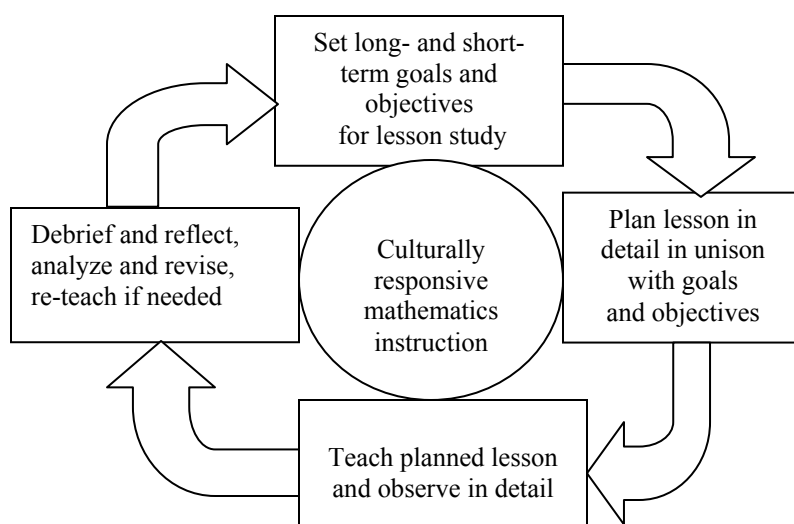 Set long- and short-
term goals and
objectives
for lesson study
Plan lesson in
detail in unison
with goals
and objectives
Teach planned lesson
and observe in detail
Debrief and reflect,
analyze and revise,
re-teach if needed
Culturally
responsive
mathematics
instruction